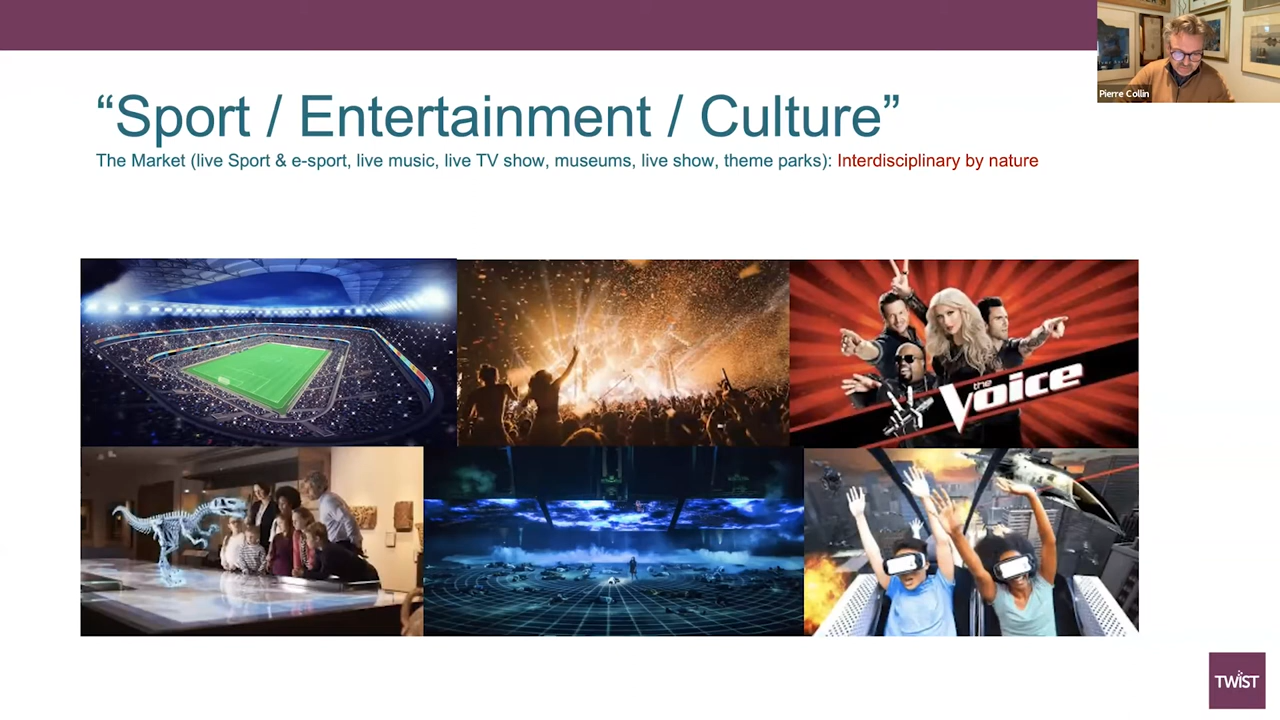 Pierre Collin
“Sport / Entertainment / Culture”
The Market (live Sport & e-sport, live music, live TV show, museums, live show, theme parks): Interdisciplinary by nature
the
Voice
TWIST